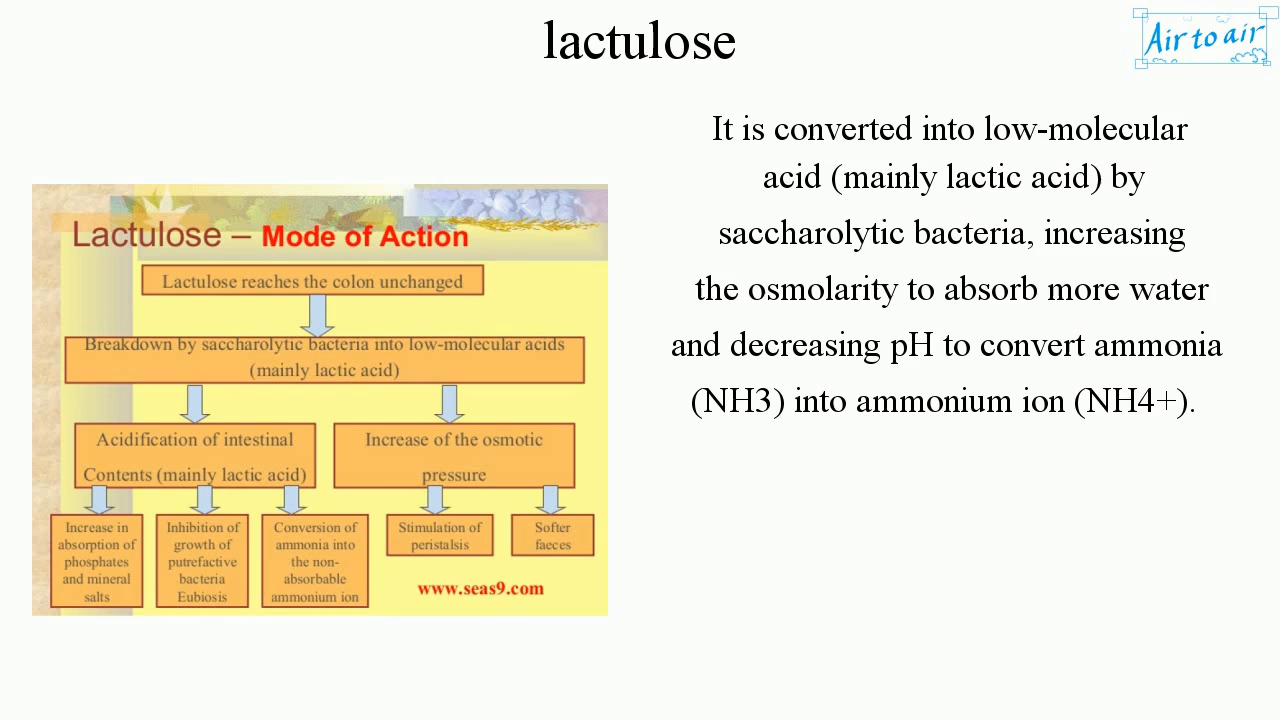 lactulose
Air to air
It is converted into low-molecular
acid (mainly lactic acid) by
saccharolytic bacteria, increasing
the osmolarity to absorb more water
and decreasing pH to convert ammonia
(NH3) into ammonium ion (NH4+).
Lactulose – Mode of Action
Lactulose reaches the colon unchanged
Breakdown by saccharolytic bacteria into low-molecular acids
(mainly lactic acid)
Acidification of intestinal
Contents (mainly lactic acid)
Increase of the osmotic
pressure
Increase in
absorption of
phosphates
and mineral
salts
Inhibition of
growth of
putrefactive
bacteria
Eubiosis
Conversion of
ammonia into
the non-
absorbable
ammonium ion
Stimulation of
peristalsis
Softer
faeces
www.seas9.com